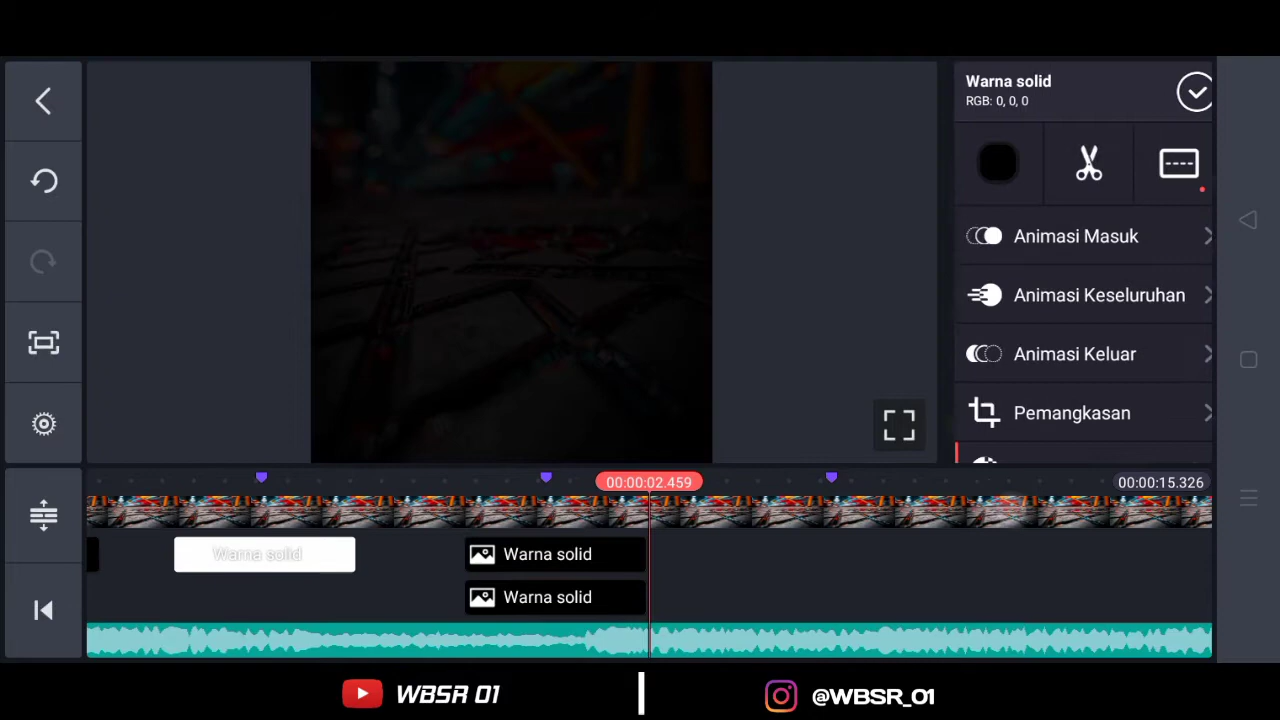 Warna solid
RGB: 0, 0, 0
Animasi Masuk
Animasi Keseluruhan
Animasi Keluar
Pemangkasan
00:00:02.459
00:00:15.326
Warna solid
Warna solid
Warna solid
WBSR 01
@WBSR_01